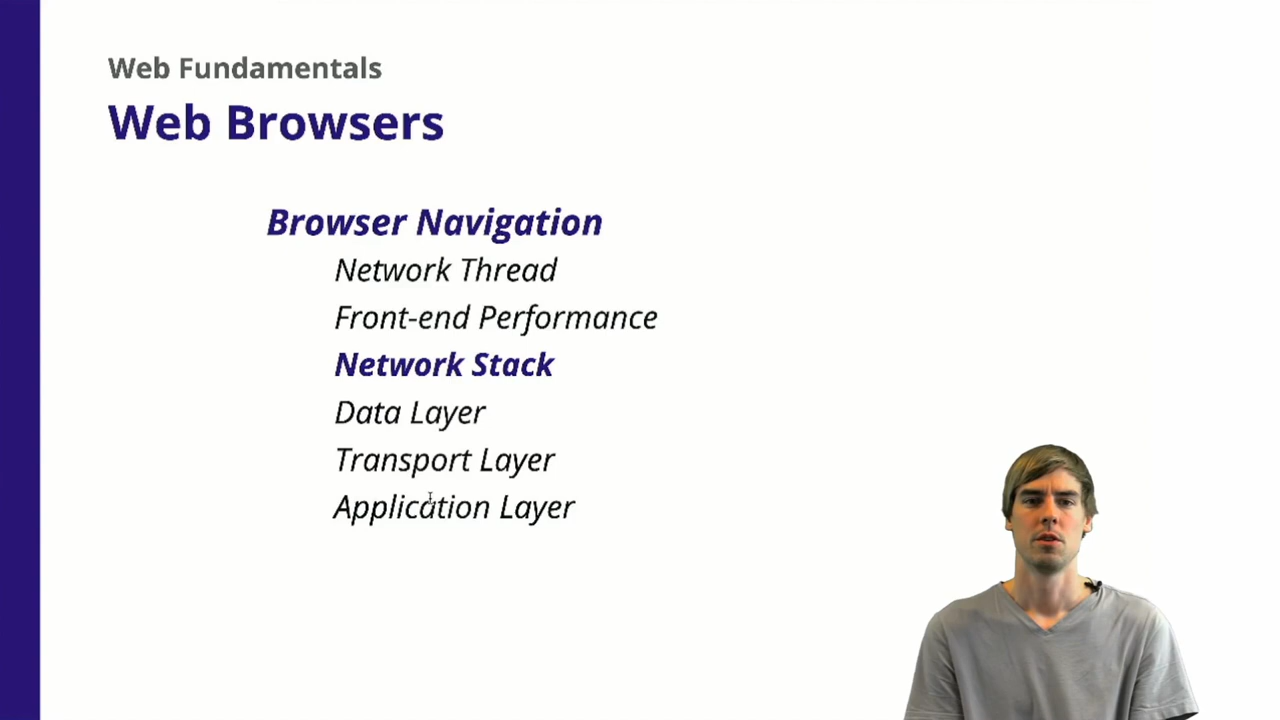 Web Fundamentals
Web Browsers
Browser Navigation
Network Thread
Front-end Performance
Network Stack
Data Layer
Transport Layer
Application Layer